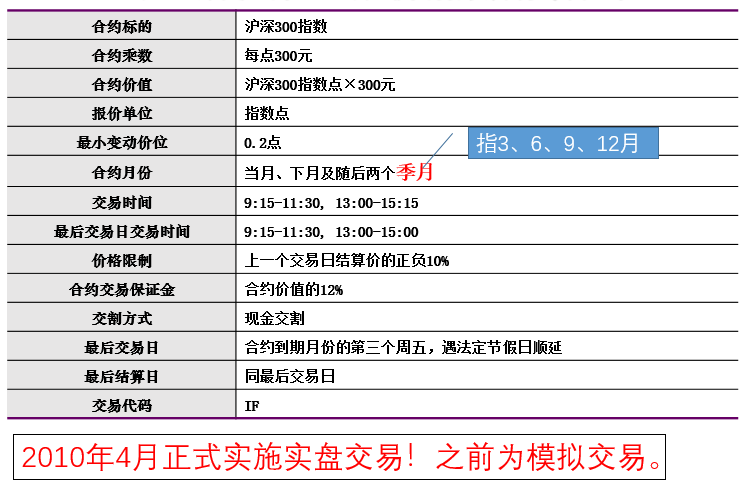 合约标的 沪深300指数
合约乘数 每点300元
合约价值 沪深300指数点×300元
报价单位 指数点
最小变动价位 0.2点
指3、6、9、12月
合约月份 当月、下月及随后两个季月
交易时间 9:15-11:30, 13:00-15:15
最后交易日交易时间 9:15-11:30, 13:00-15:00
价格限制 上一个交易日结算价的正负10%
合约交易保证金 合约价值的12%
交割方式 现金交割
最后交易日 合约到期月份的第三个周五，遇法定节假日顺延
最后结算日 同最后交易日
交易代码 IF
2010年4月正式实施实盘交易！之前为模拟交易。